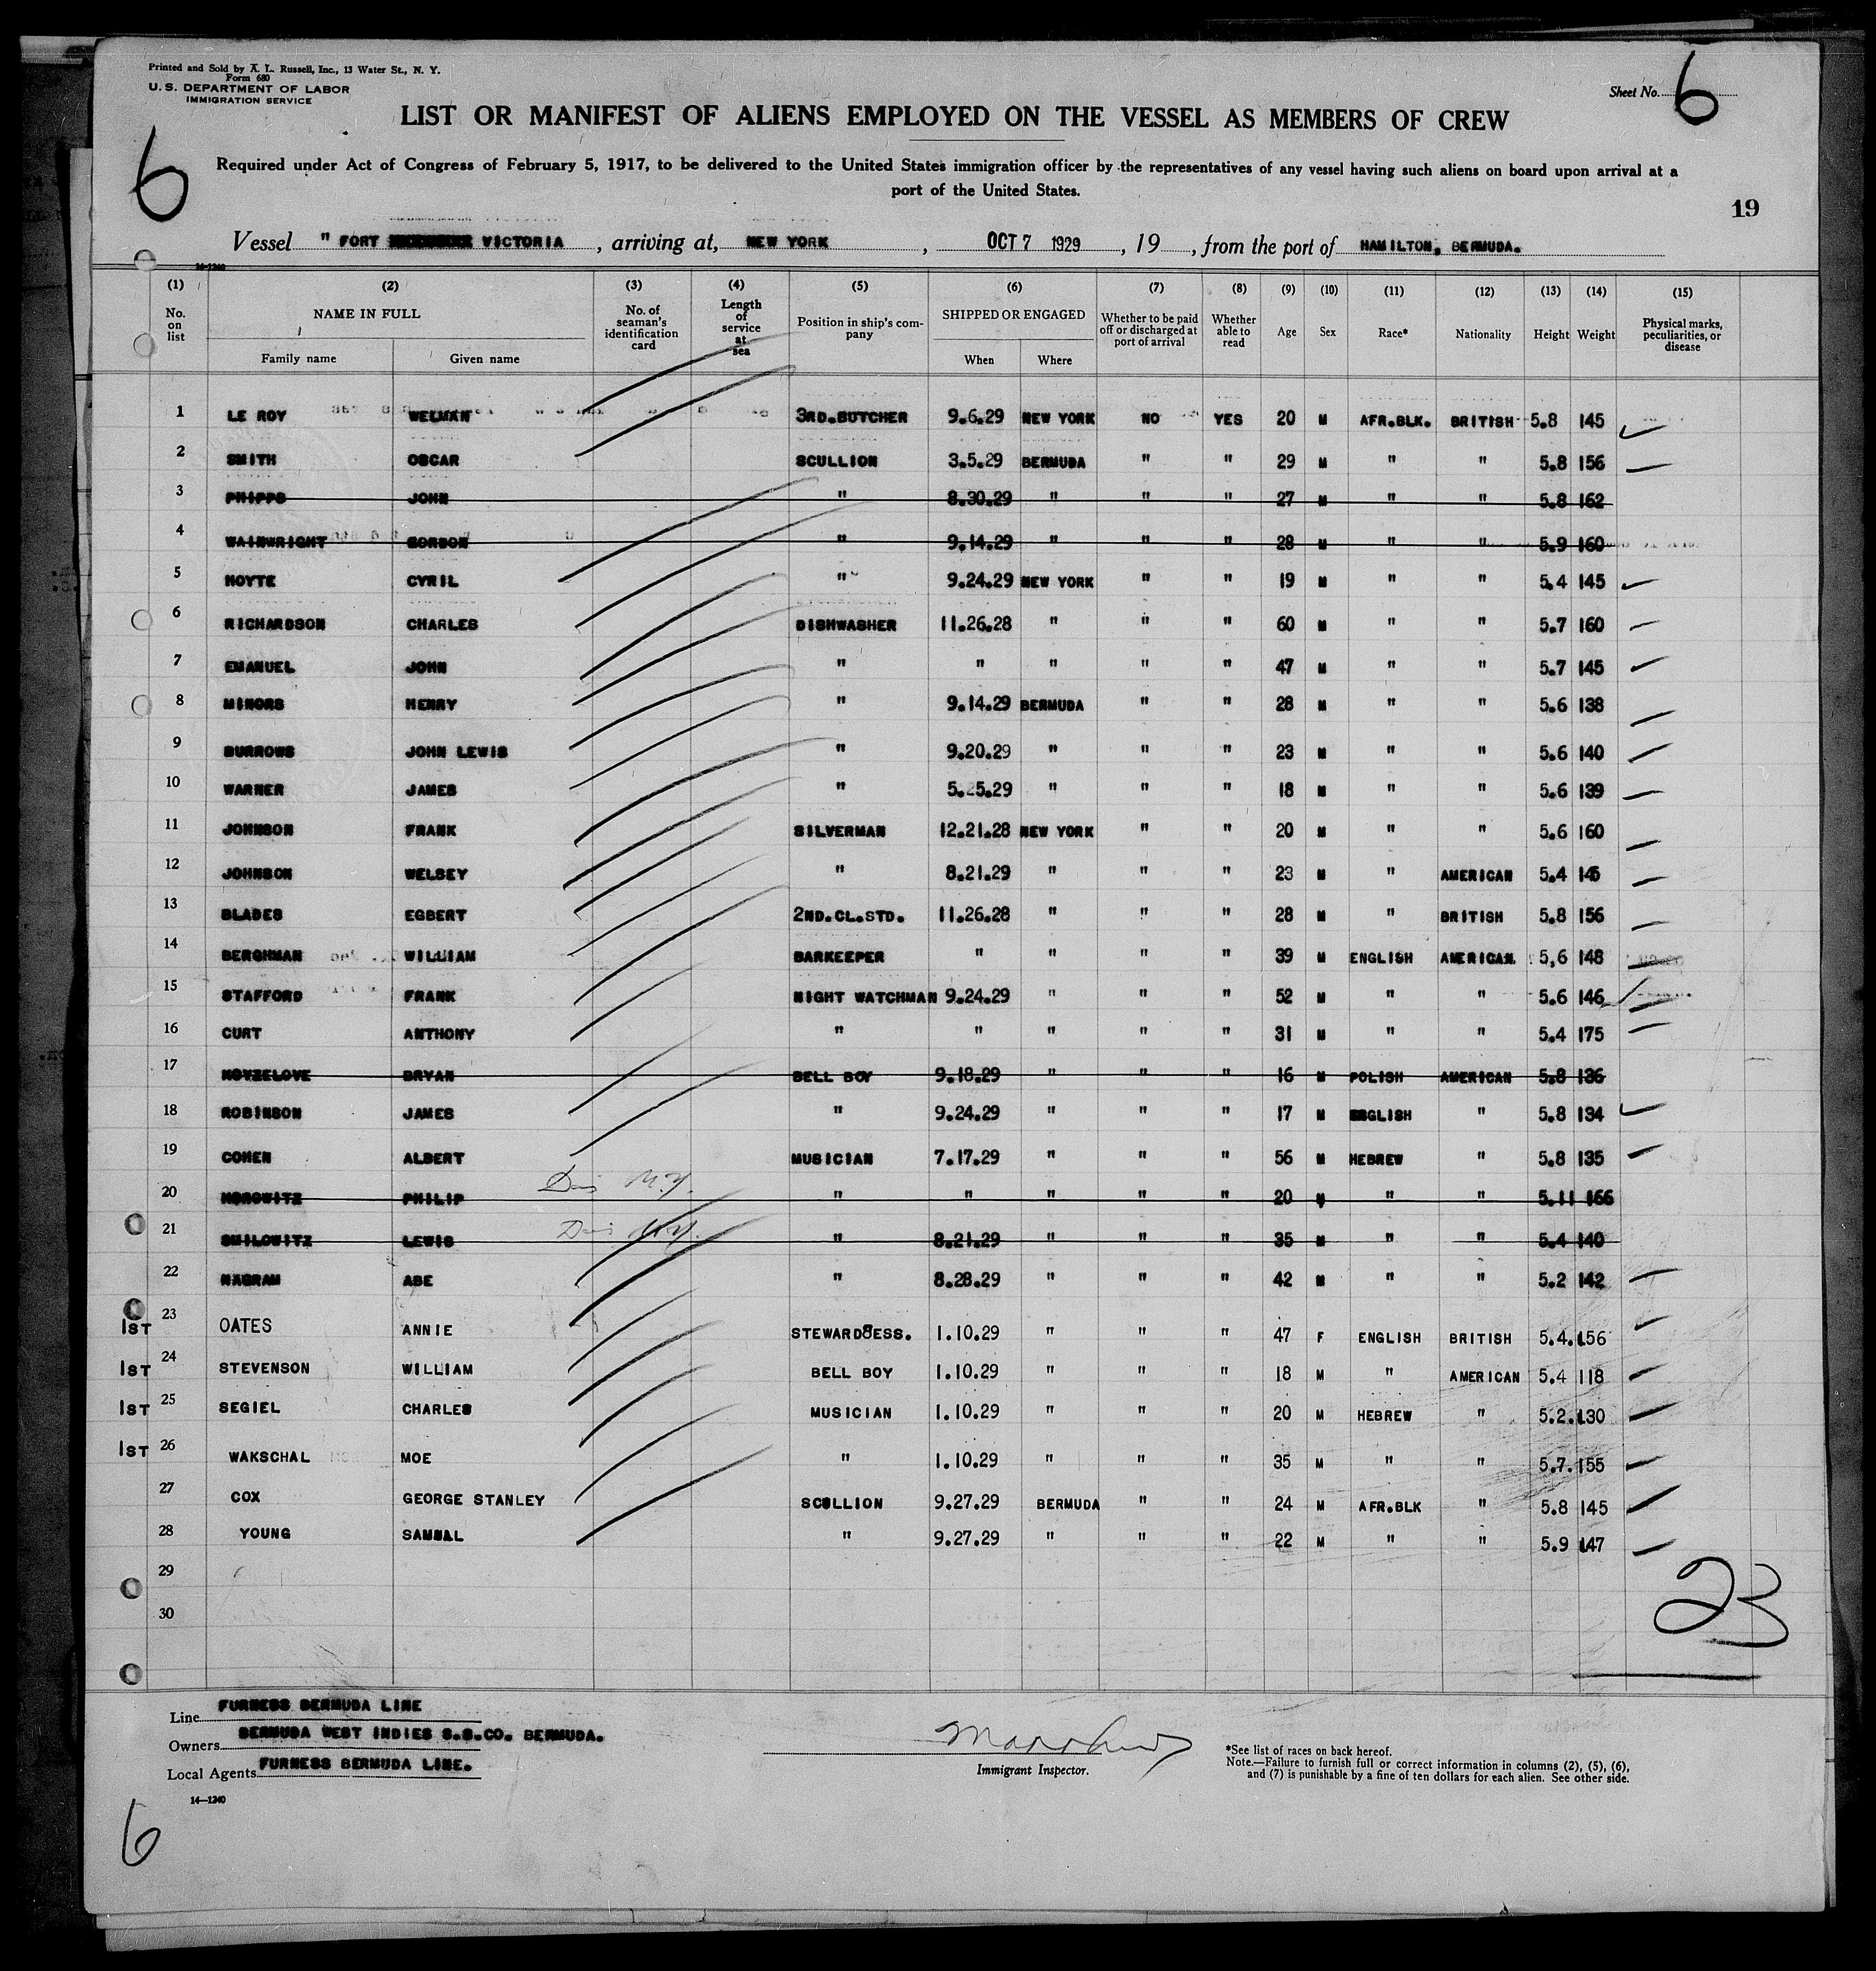 Printed and Sold by A. L. Russell, Inc., 13 Water St., N. Y.
Form 680
U. S. DEPARTMENT OF LABOR
IMMIGRATION SERVICE
Sheet No. 6
LIST OR MANIFEST OF ALIENS EMPLOYED ON THE VESSEL AS MEMBERS OF CREW
6
Required under Act of Congress of February 5, 1917, to be delivered to the United States immigration officer by the representatives of any vessel having such aliens on board upon arrival at a
port of the United States.
19
Vessel " FORT VICTORIA , arriving at, NEW YORK , OCT 7 1929 , 19 , from the port of HAMILTON, BERMUDA.
14-1240
(1) (2) (3) (4) (5) (6) (7) (8) (9) (10) (11) (12) (13) (14) (15)
No. on list NAME IN FULL Family name Given name No. of seaman's identification card Length of service at sea Position in ship's company SHIPPED OR ENGAGED When Where Whether to be paid off or discharged at port of arrival Whether able to read Age Sex Race* Nationality Height Weight Physical marks, peculiarities, or disease
1 LE ROY WELMAN 3RD.BUTCHER 9.6.29 NEW YORK NO YES 20 M AFR.BLK. BRITISH 5.8 145
2 SMITH OSCAR SCULLION 3.5.29 BERMUDA " " 29 M " " 5.8 156
3 PHIPPS JOHN " 8.30.29 " " " 27 M " " 5.8 162
4 WAINWRIGHT GORDON " 9.14.29 " " " 28 M " " 5.9 160
5 HOYTE CYRIL " 9.24.29 NEW YORK " " 19 M " " 5.4 145
6 RICHARDSON CHARLES DISHWASHER 11.26.28 " " " 60 M " " 5.7 160
7 EMANUEL JOHN " " " " " 47 M " " 5.7 145
8 MINORS HENRY " 9.14.29 BERMUDA " " 28 M " " 5.6 138
9 BURROWS JOHN LEWIS " 9.20.29 " " " 23 M " " 5.6 140
10 WARNER JAMES " 5.25.29 " " " 18 M " " 5.6 139
11 JOHNSON FRANK SILVERMAN 12.21.28 NEW YORK " " 20 M " " 5.6 160
12 JOHNSON WELSEY " 8.21.29 " " " 23 M " AMERICAN 5.4 145
13 BLADES EGBERT 2ND.CL.STD. 11.26.28 " " " 28 M " BRITISH 5.8 156
14 BERGHMAN WILLIAM BARKEEPER " " " " 39 M ENGLISH AMERICAN. 5,6 148
15 STAFFORD FRANK NIGHT WATCHMAN 9.24.29 " " " 52 M " " 5.6 146
16 CURT ANTHONY " " " " " 31 M " " 5.4 175
17 KOVZELOVE BRYAN BELL BOY 9.18.29 " " " 16 M POLISH AMERICAN 5.8 136
18 ROBINSON JAMES " 9.24.29 " " " 17 M ENGLISH " 5.8 134
19 COHEN ALBERT MUSICIAN 7.17.29 " " " 56 M HEBREW " 5.8 135
20 HOROWITZ PHILIP N.Y. " " " " " 20 M " " 5.11 166
21 SMILOWITZ LEWIS N.Y. " 8.21.29 " " " 35 M " " 5.4 140
22 NAGRAM ABE " 8.28.29 " " " 42 M " " 5.2 142
1ST 23 OATES ANNIE STEWARDSESS. 1.10.29 " " " 47 F ENGLISH BRITISH 5.4.156
1ST 24 STEVENSON WILLIAM BELL BOY 1.10.29 " " " 18 M " AMERICAN 5.4 118
1ST 25 SEGIEL CHARLES MUSICIAN 1.10.29 " " " 20 M HEBREW " 5.2.130
1ST 26 WAKSCHAL MOE " 1.10.29 " " " 35 M " " 5.7.155
27 COX GEORGE STANLEY SCULLION 9.27.29 BERMUDA " " 24 M AFR.BLK " 5.8 145
28 YOUNG SAMUAL " 9.27.29 " " " 22 M " " 5.9 147
29
30
23
Line FURNESS BERMUDA LINE
Owners BERMUDA WEST INDIES S.S.CO. BERMUDA.
Local Agents FURNESS BERMUDA LINE.
Immigrant Inspector.
*See list of races on back hereof.
Note.—Failure to furnish full or correct information in columns (2), (5), (6),
and (7) is punishable by a fine of ten dollars for each alien. See other side.
14—1240
6